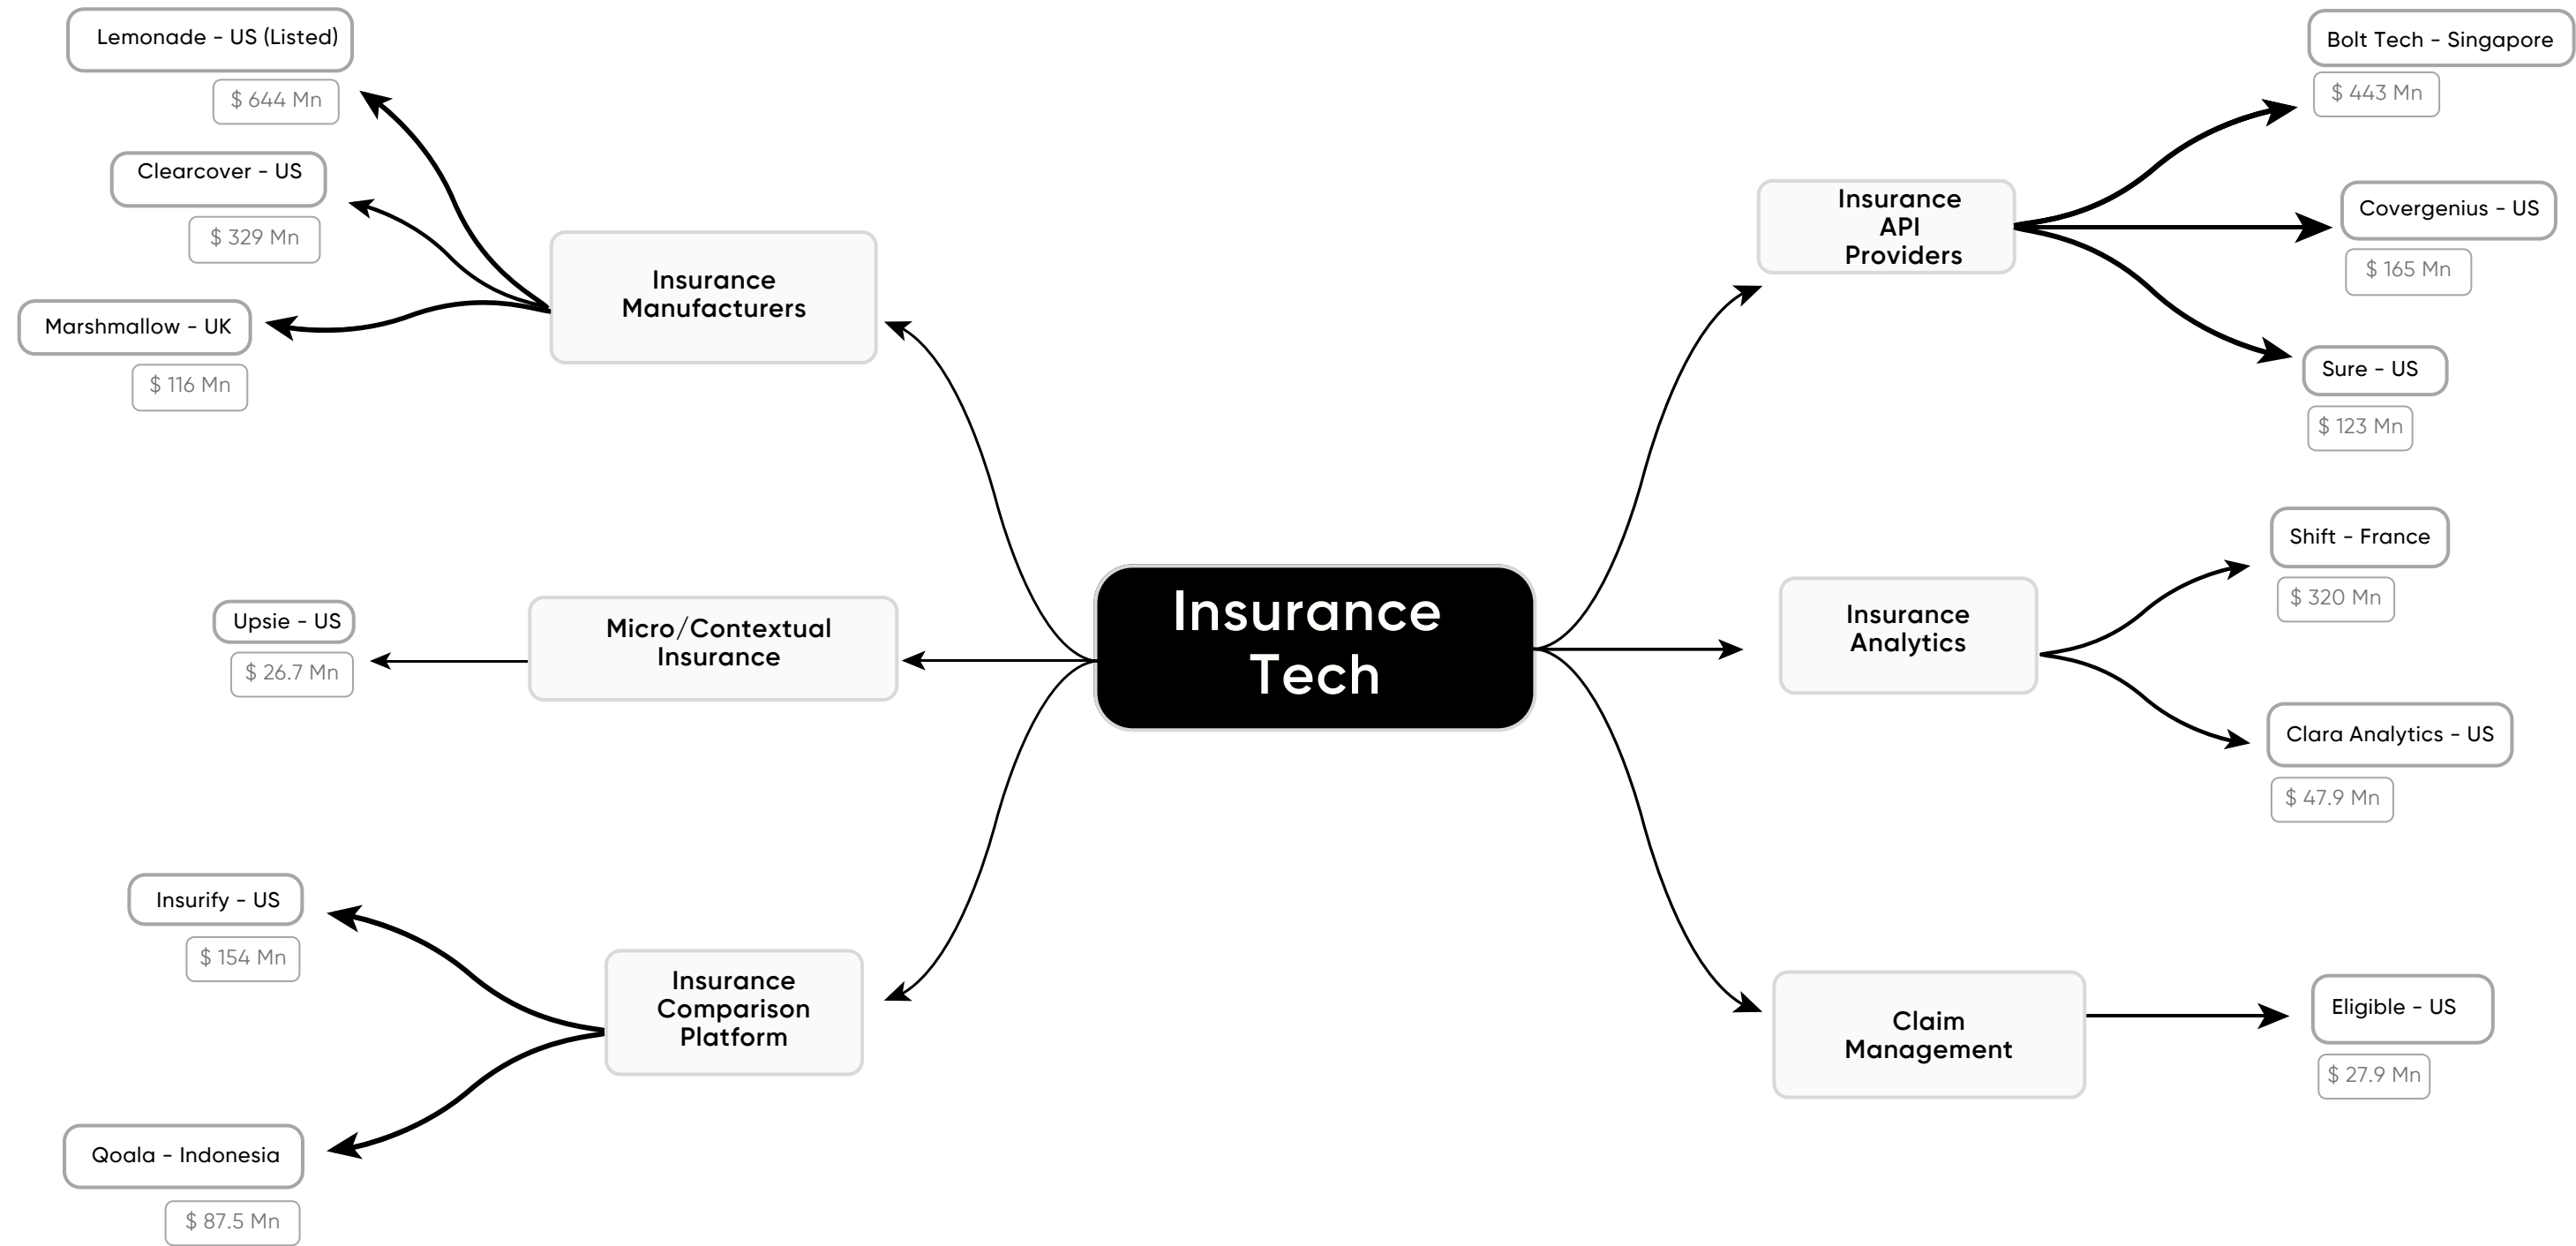 Lemonade - US (Listed)
$ 644 Mn
Clearcover - US
$ 329 Mn
Marshmallow - UK
$ 116 Mn
Insurance
Manufacturers
Upsie - US
$ 26.7 Mn
Micro/Contextual
Insurance
Insurify - US
$ 154 Mn
Insurance
Comparison
Platform
Qoala - Indonesia
$ 87.5 Mn
Insurance
Tech
Insurance
API
Providers
Bolt Tech - Singapore
$ 443 Mn
Covergenius - US
$ 165 Mn
Sure - US
$ 123 Mn
Insurance
Analytics
Shift - France
$ 320 Mn
Clara Analytics - US
$ 47.9 Mn
Claim
Management
Eligible - US
$ 27.9 Mn